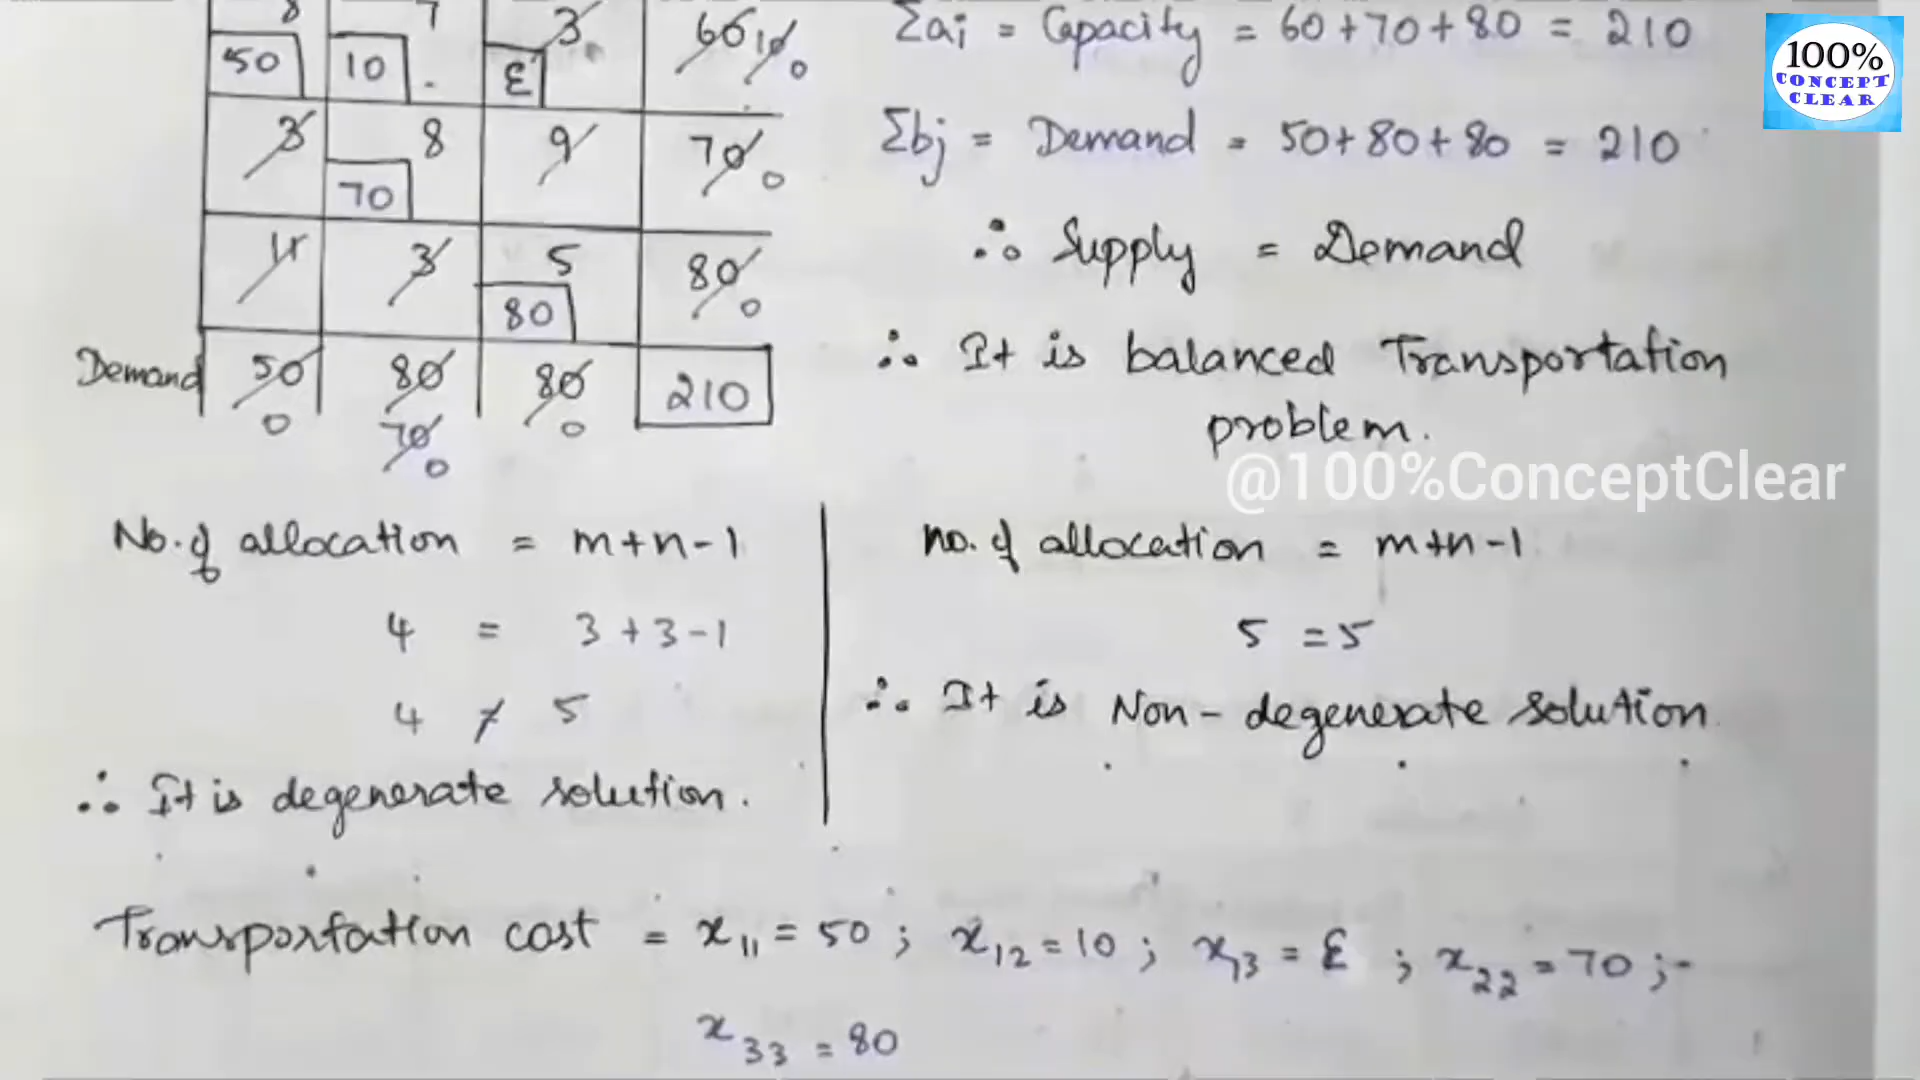 8 7 3 60 10 0
50 10 ε
3 8 9 70 0
70
11 3 5 80 0
80
Demand 50 80 80 210
0 70 0
0
Σai = Capacity = 60+70+80 = 210
Σbj = Demand = 50+80+80 = 210
∴ Supply = Demand
∴ It is balanced Transportation
problem.
@100%ConceptClear
No. of allocation = m+n-1
4 = 3+3-1
4 ≠ 5
∴ It is degenerate solution.
no. of allocation = m+n-1
5 = 5
∴ It is Non-degenerate solution
Transportation cost = x11 = 50 ; x12 = 10 ; x13 = ε ; x22 = 70 ;-
x33 = 80
100%
CONCEPT
CLEAR